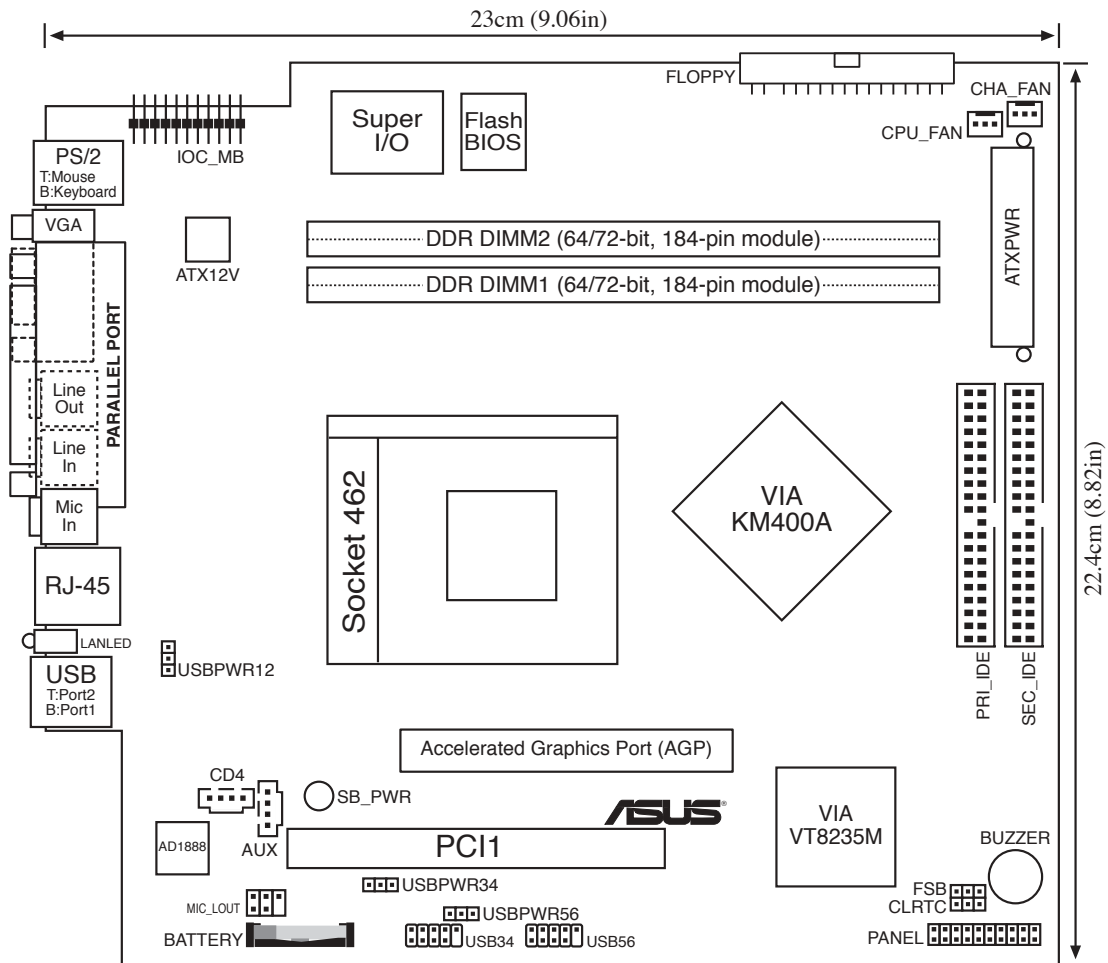 23cm (9.06in)
FLOPPY
CHA_FAN
CPU_FAN
Super
I/O
Flash
BIOS
IOC_MB
PS/2
T:Mouse
B:Keyboard
VGA
ATX12V
DDR DIMM2 (64/72-bit, 184-pin module)
DDR DIMM1 (64/72-bit, 184-pin module)
ATXPWR
PARALLEL PORT
Line
Out
Line
In
Mic
In
RJ-45
LANLED
USB
T:Port2
B:Port1
USBPWR12
Socket 462
VIA
KM400A
PRI_IDE
SEC_IDE
22.4cm (8.82in)
Accelerated Graphics Port (AGP)
CD4
AUX
SB_PWR
ASUS®
AD1888
PCI1
VIA
VT8235M
BUZZER
USBPWR34
FSB
CLRTC
MIC_LOUT
USBPWR56
BATTERY
USB34
USB56
PANEL